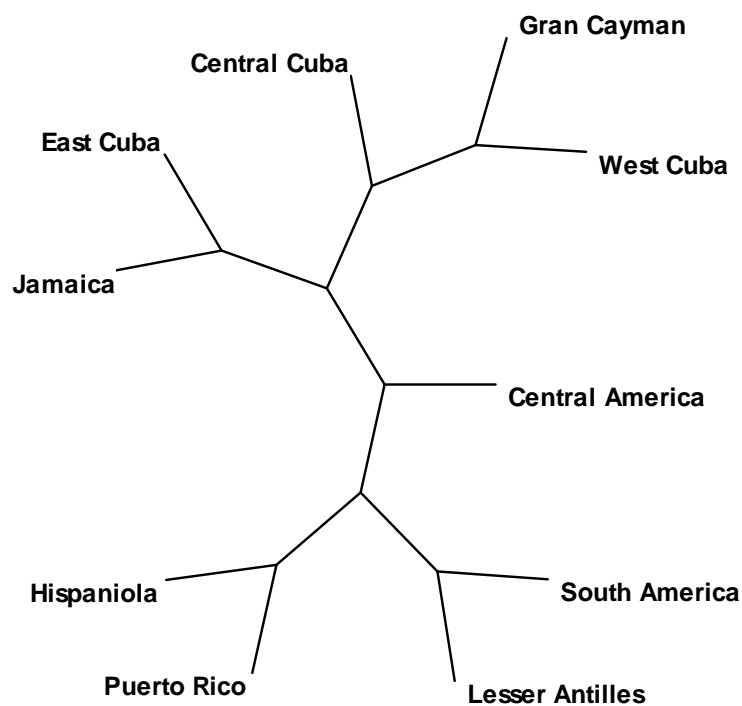 Gran Cayman
Central Cuba
East Cuba
West Cuba
Jamaica
Central America
Hispaniola
South America
Puerto Rico
Lesser Antilles